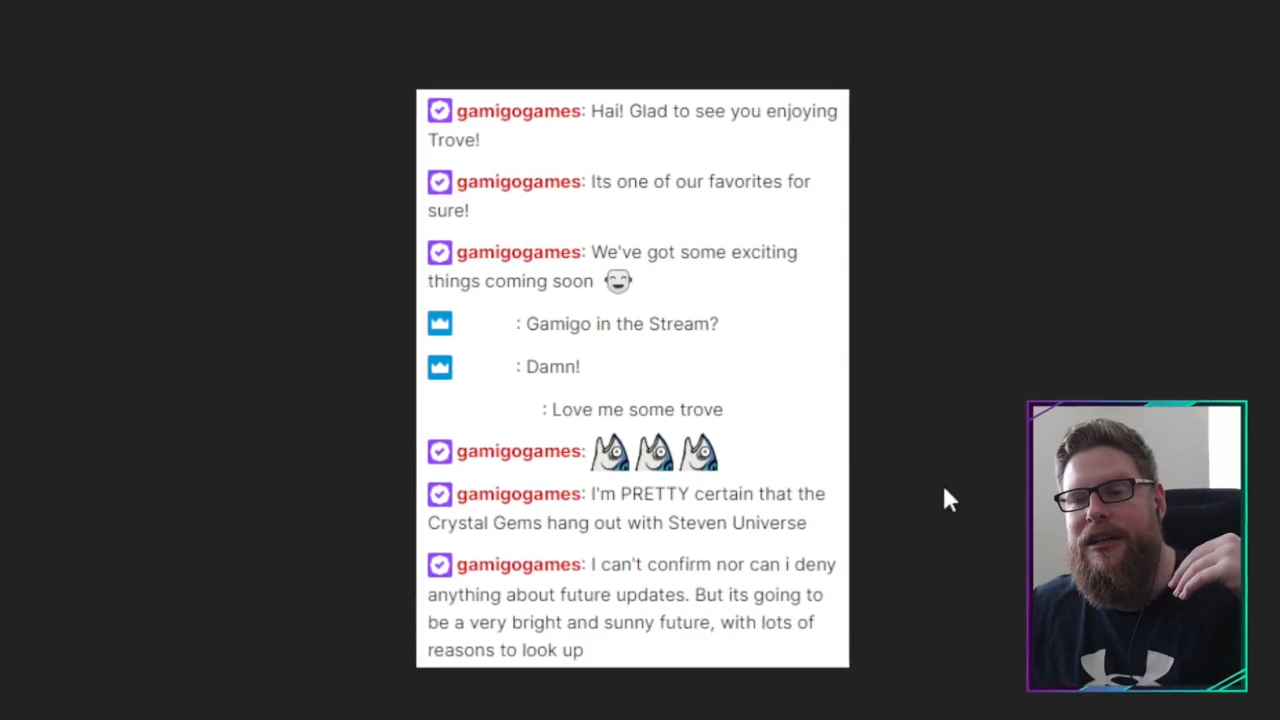 gamigogames: Hai! Glad to see you enjoying
Trove!
gamigogames: Its one of our favorites for
sure!
gamigogames: We've got some exciting
things coming soon
: Gamigo in the Stream?
: Damn!
: Love me some trove
gamigogames:
gamigogames: I'm PRETTY certain that the
Crystal Gems hang out with Steven Universe
gamigogames: I can't confirm nor can i deny
anything about future updates. But its going to
be a very bright and sunny future, with lots of
reasons to look up